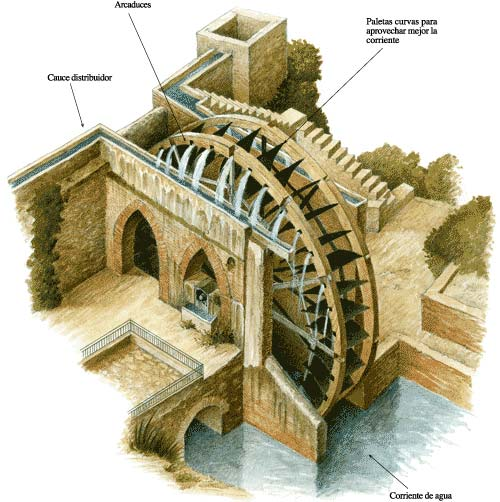 Arcaduces
Paletas curvas para
aprovechar mejor la
corriente
Cauce distribuidor
Corriente de agua